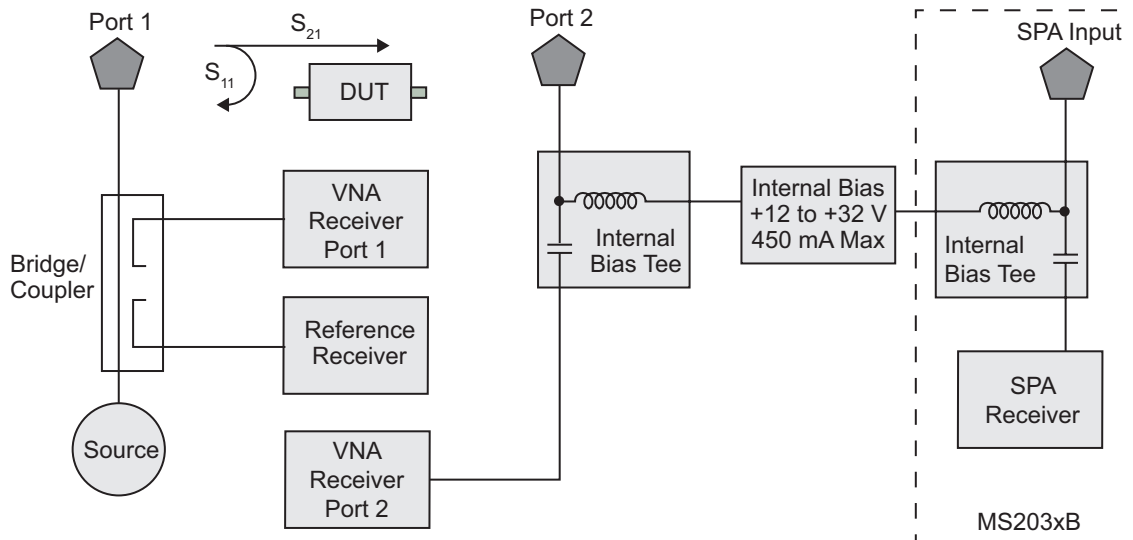 Port 1
S21
S11
DUT
Port 2
SPA Input
VNA
Receiver
Port 1
Bridge/
Coupler
Reference
Receiver
Source
VNA
Receiver
Port 2
Internal
Bias Tee
Internal Bias
+12 to +32 V
450 mA Max
Internal
Bias Tee
SPA
Receiver
MS203xB